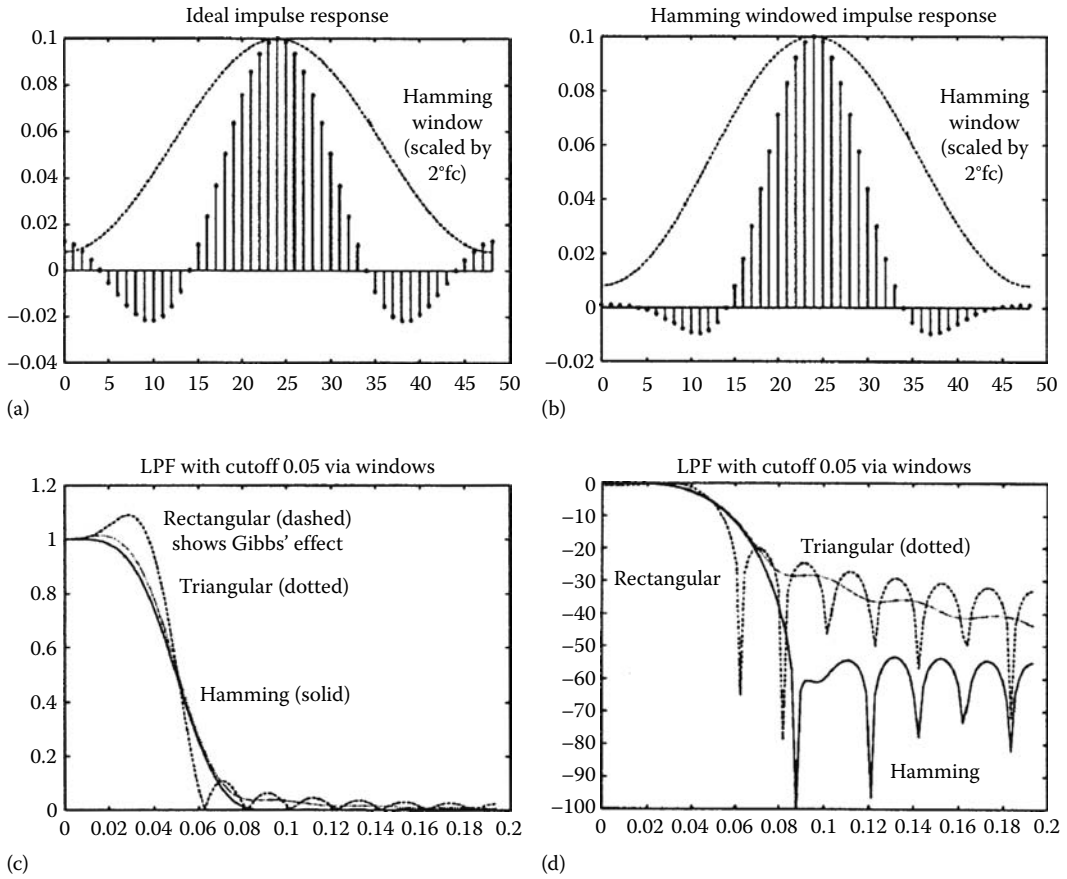 Ideal impulse response
0.1
0.08
0.06
0.04
0.02
0
−0.02
−0.04
0 5 10 15 20 25 30 35 40 45 50
Hamming
window
(scaled by
2°fc)
(a)
Hamming windowed impulse response
0.1
0.08
0.06
0.04
0.02
0
−0.02
0 5 10 15 20 25 30 35 40 45 50
Hamming
window
(scaled by
2°fc)
(b)
LPF with cutoff 0.05 via windows
1.2
1
0.8
0.6
0.4
0.2
0
0 0.02 0.04 0.06 0.08 0.1 0.12 0.14 0.16 0.18 0.2
Rectangular (dashed)
shows Gibbs’ effect
Triangular (dotted)
Hamming (solid)
(c)
LPF with cutoff 0.05 via windows
0
−10
−20
−30
−40
−50
−60
−70
−80
−90
−100
0 0.02 0.04 0.06 0.08 0.1 0.12 0.14 0.16 0.18 0.2
Triangular (dotted)
Rectangular
Hamming
(d)